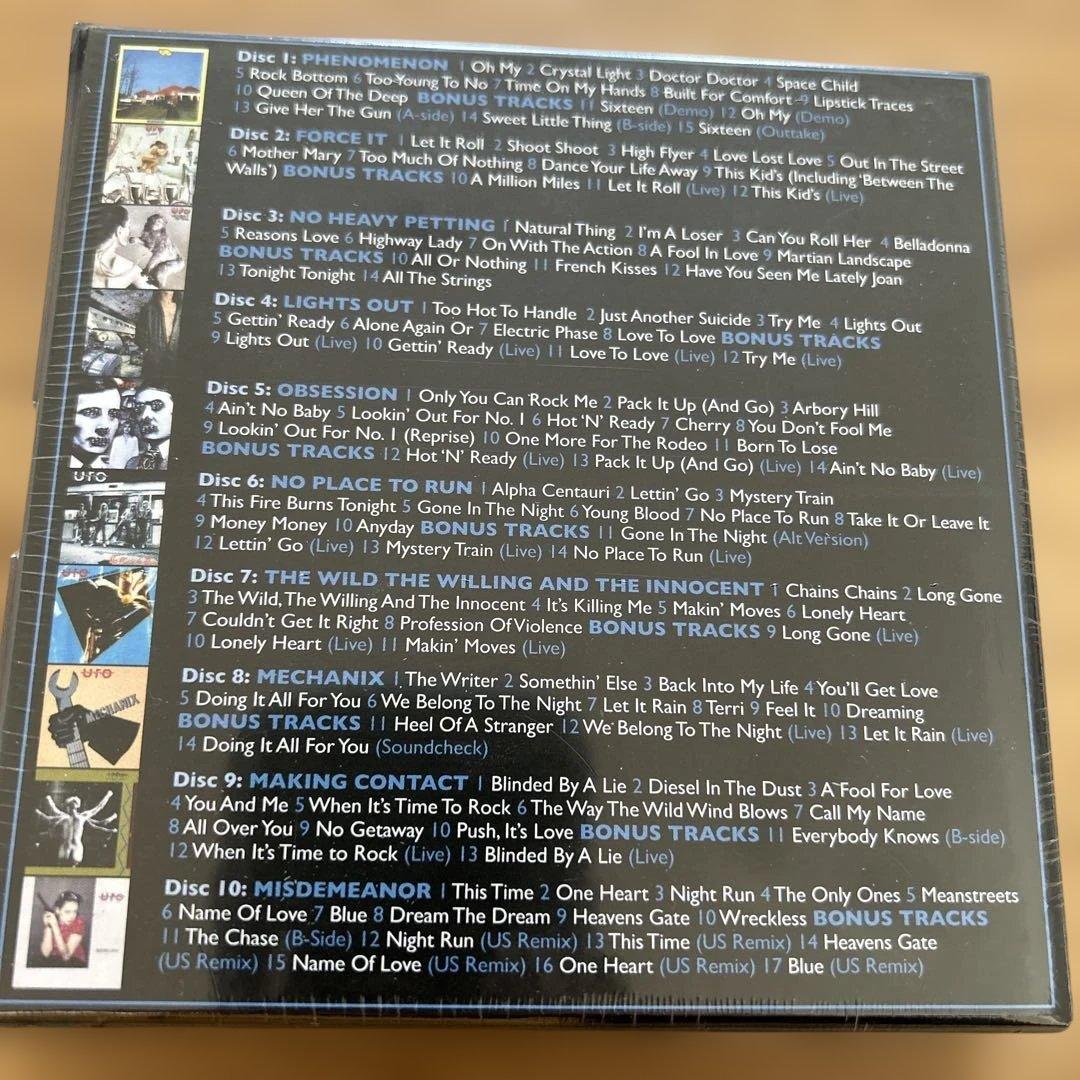 Disc 1: PHENOMENON 1 Oh My 2 Crystal Light 3 Doctor Doctor 4 Space Child
5 Rock Bottom 6 Too Young To No 7 Time On My Hands 8 Built For Comfort 9 Lipstick Traces
10 Queen Of The Deep BONUS TRACKS 11 Sixteen (Demo) 12 Oh My (Demo)
13 Give Her The Gun (A-side) 14 Sweet Little Thing (B-side) 15 Sixteen (Outtake)
Disc 2: FORCE IT 1 Let It Roll 2 Shoot Shoot 3 High Flyer 4 Love Lost Love 5 Out In The Street
6 Mother Mary 7 Too Much Of Nothing 8 Dance Your Life Away 9 This Kid's (Including 'Between The
Walls') BONUS TRACKS 10 A Million Miles 11 Let It Roll (Live) 12 This Kid's (Live)
UFO
Disc 3: NO HEAVY PETTING 1 Natural Thing 2 I'm A Loser 3 Can You Roll Her 4 Belladonna
5 Reasons Love 6 Highway Lady 7 On With The Action 8 A Fool In Love 9 Martian Landscape
BONUS TRACKS 10 All Or Nothing 11 French Kisses 12 Have You Seen Me Lately Joan
13 Tonight Tonight 14 All The Strings
Disc 4: LIGHTS OUT 1 Too Hot To Handle 2 Just Another Suicide 3 Try Me 4 Lights Out
5 Gettin' Ready 6 Alone Again Or 7 Electric Phase 8 Love To Love BONUS TRACKS
9 Lights Out (Live) 10 Gettin' Ready (Live) 11 Love To Love (Live) 12 Try Me (Live)
Disc 5: OBSESSION 1 Only You Can Rock Me 2 Pack It Up (And Go) 3 Arbory Hill
4 Ain't No Baby 5 Lookin' Out For No. 1 6 Hot 'N' Ready 7 Cherry 8 You Don't Fool Me
9 Lookin' Out For No. 1 (Reprise) 10 One More For The Rodeo 11 Born To Lose
BONUS TRACKS 12 Hot 'N' Ready (Live) 13 Pack It Up (And Go) (Live) 14 Ain't No Baby (Live)
UFO
Disc 6: NO PLACE TO RUN 1 Alpha Centauri 2 Lettin' Go 3 Mystery Train
4 This Fire Burns Tonight 5 Gone In The Night 6 Young Blood 7 No Place To Run 8 Take It Or Leave It
9 Money Money 10 Anyday BONUS TRACKS 11 Gone In The Night (Alt Version)
12 Lettin' Go (Live) 13 Mystery Train (Live) 14 No Place To Run (Live)
UFO
Disc 7: THE WILD THE WILLING AND THE INNOCENT 1 Chains Chains 2 Long Gone
3 The Wild, The Willing And The Innocent 4 It's Killing Me 5 Makin' Moves 6 Lonely Heart
7 Couldn't Get It Right 8 Profession Of Violence BONUS TRACKS 9 Long Gone (Live)
10 Lonely Heart (Live) 11 Makin' Moves (Live)
UFO
MECHANIX
Disc 8: MECHANIX 1 The Writer 2 Somethin' Else 3 Back Into My Life 4 You'll Get Love
5 Doing It All For You 6 We Belong To The Night 7 Let It Rain 8 Terri 9 Feel It 10 Dreaming
BONUS TRACKS 11 Heel Of A Stranger 12 We Belong To The Night (Live) 13 Let It Rain (Live)
14 Doing It All For You (Soundcheck)
Disc 9: MAKING CONTACT 1 Blinded By A Lie 2 Diesel In The Dust 3 A Fool For Love
4 You And Me 5 When It's Time To Rock 6 The Way The Wild Wind Blows 7 Call My Name
8 All Over You 9 No Getaway 10 Push, It's Love BONUS TRACKS 11 Everybody Knows (B-side)
12 When It's Time to Rock (Live) 13 Blinded By A Lie (Live)
UFO
Disc 10: MISDEMEANOR 1 This Time 2 One Heart 3 Night Run 4 The Only Ones 5 Meanstreets
6 Name Of Love 7 Blue 8 Dream The Dream 9 Heavens Gate 10 Wreckless BONUS TRACKS
11 The Chase (B-Side) 12 Night Run (US Remix) 13 This Time (US Remix) 14 Heavens Gate
(US Remix) 15 Name Of Love (US Remix) 16 One Heart (US Remix) 17 Blue (US Remix)